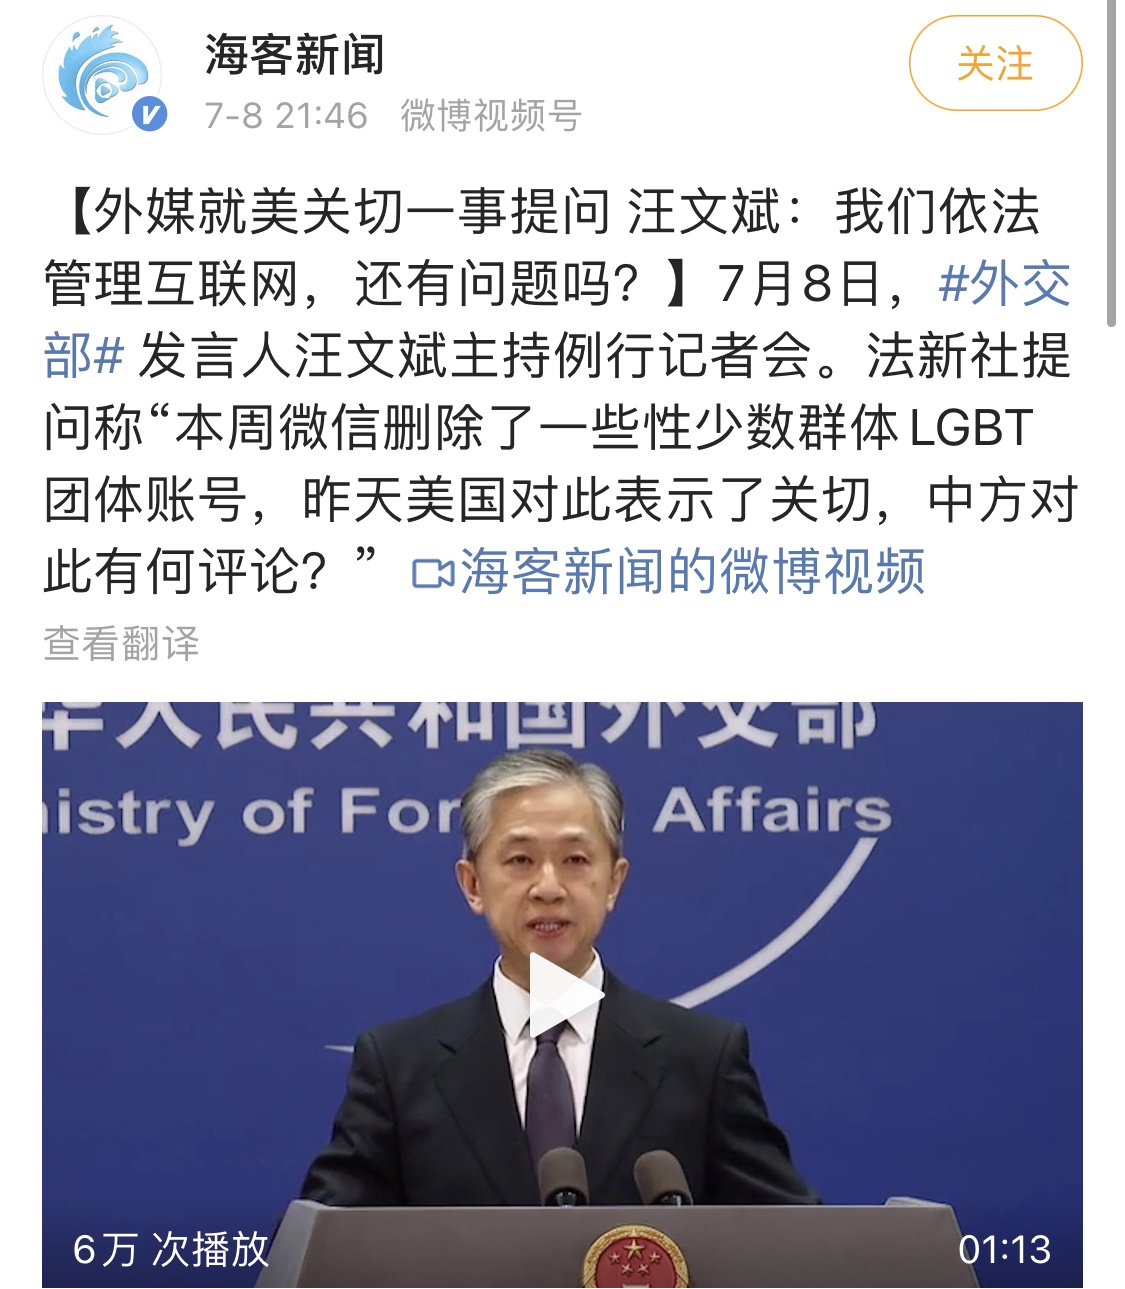 海客新闻
关注
7-8 21:46 微博视频号
【外媒就美关切一事提问 汪文斌：我们依法
管理互联网，还有问题吗？】7月8日，#外交
部# 发言人汪文斌主持例行记者会。法新社提
问称“本周微信删除了一些性少数群体LGBT
团体账号，昨天美国对此表示了关切，中方对
此有何评论？” 海客新闻的微博视频
查看翻译
华人民共和国外交部
nistry of For Affairs
6万 次播放
01:13